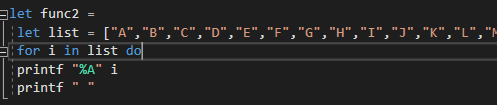 let func2 =
let list = ["A","B","C","D","E","F","G","H","I","J","K","L","M
for i in list do
printf "%A" i
printf " "